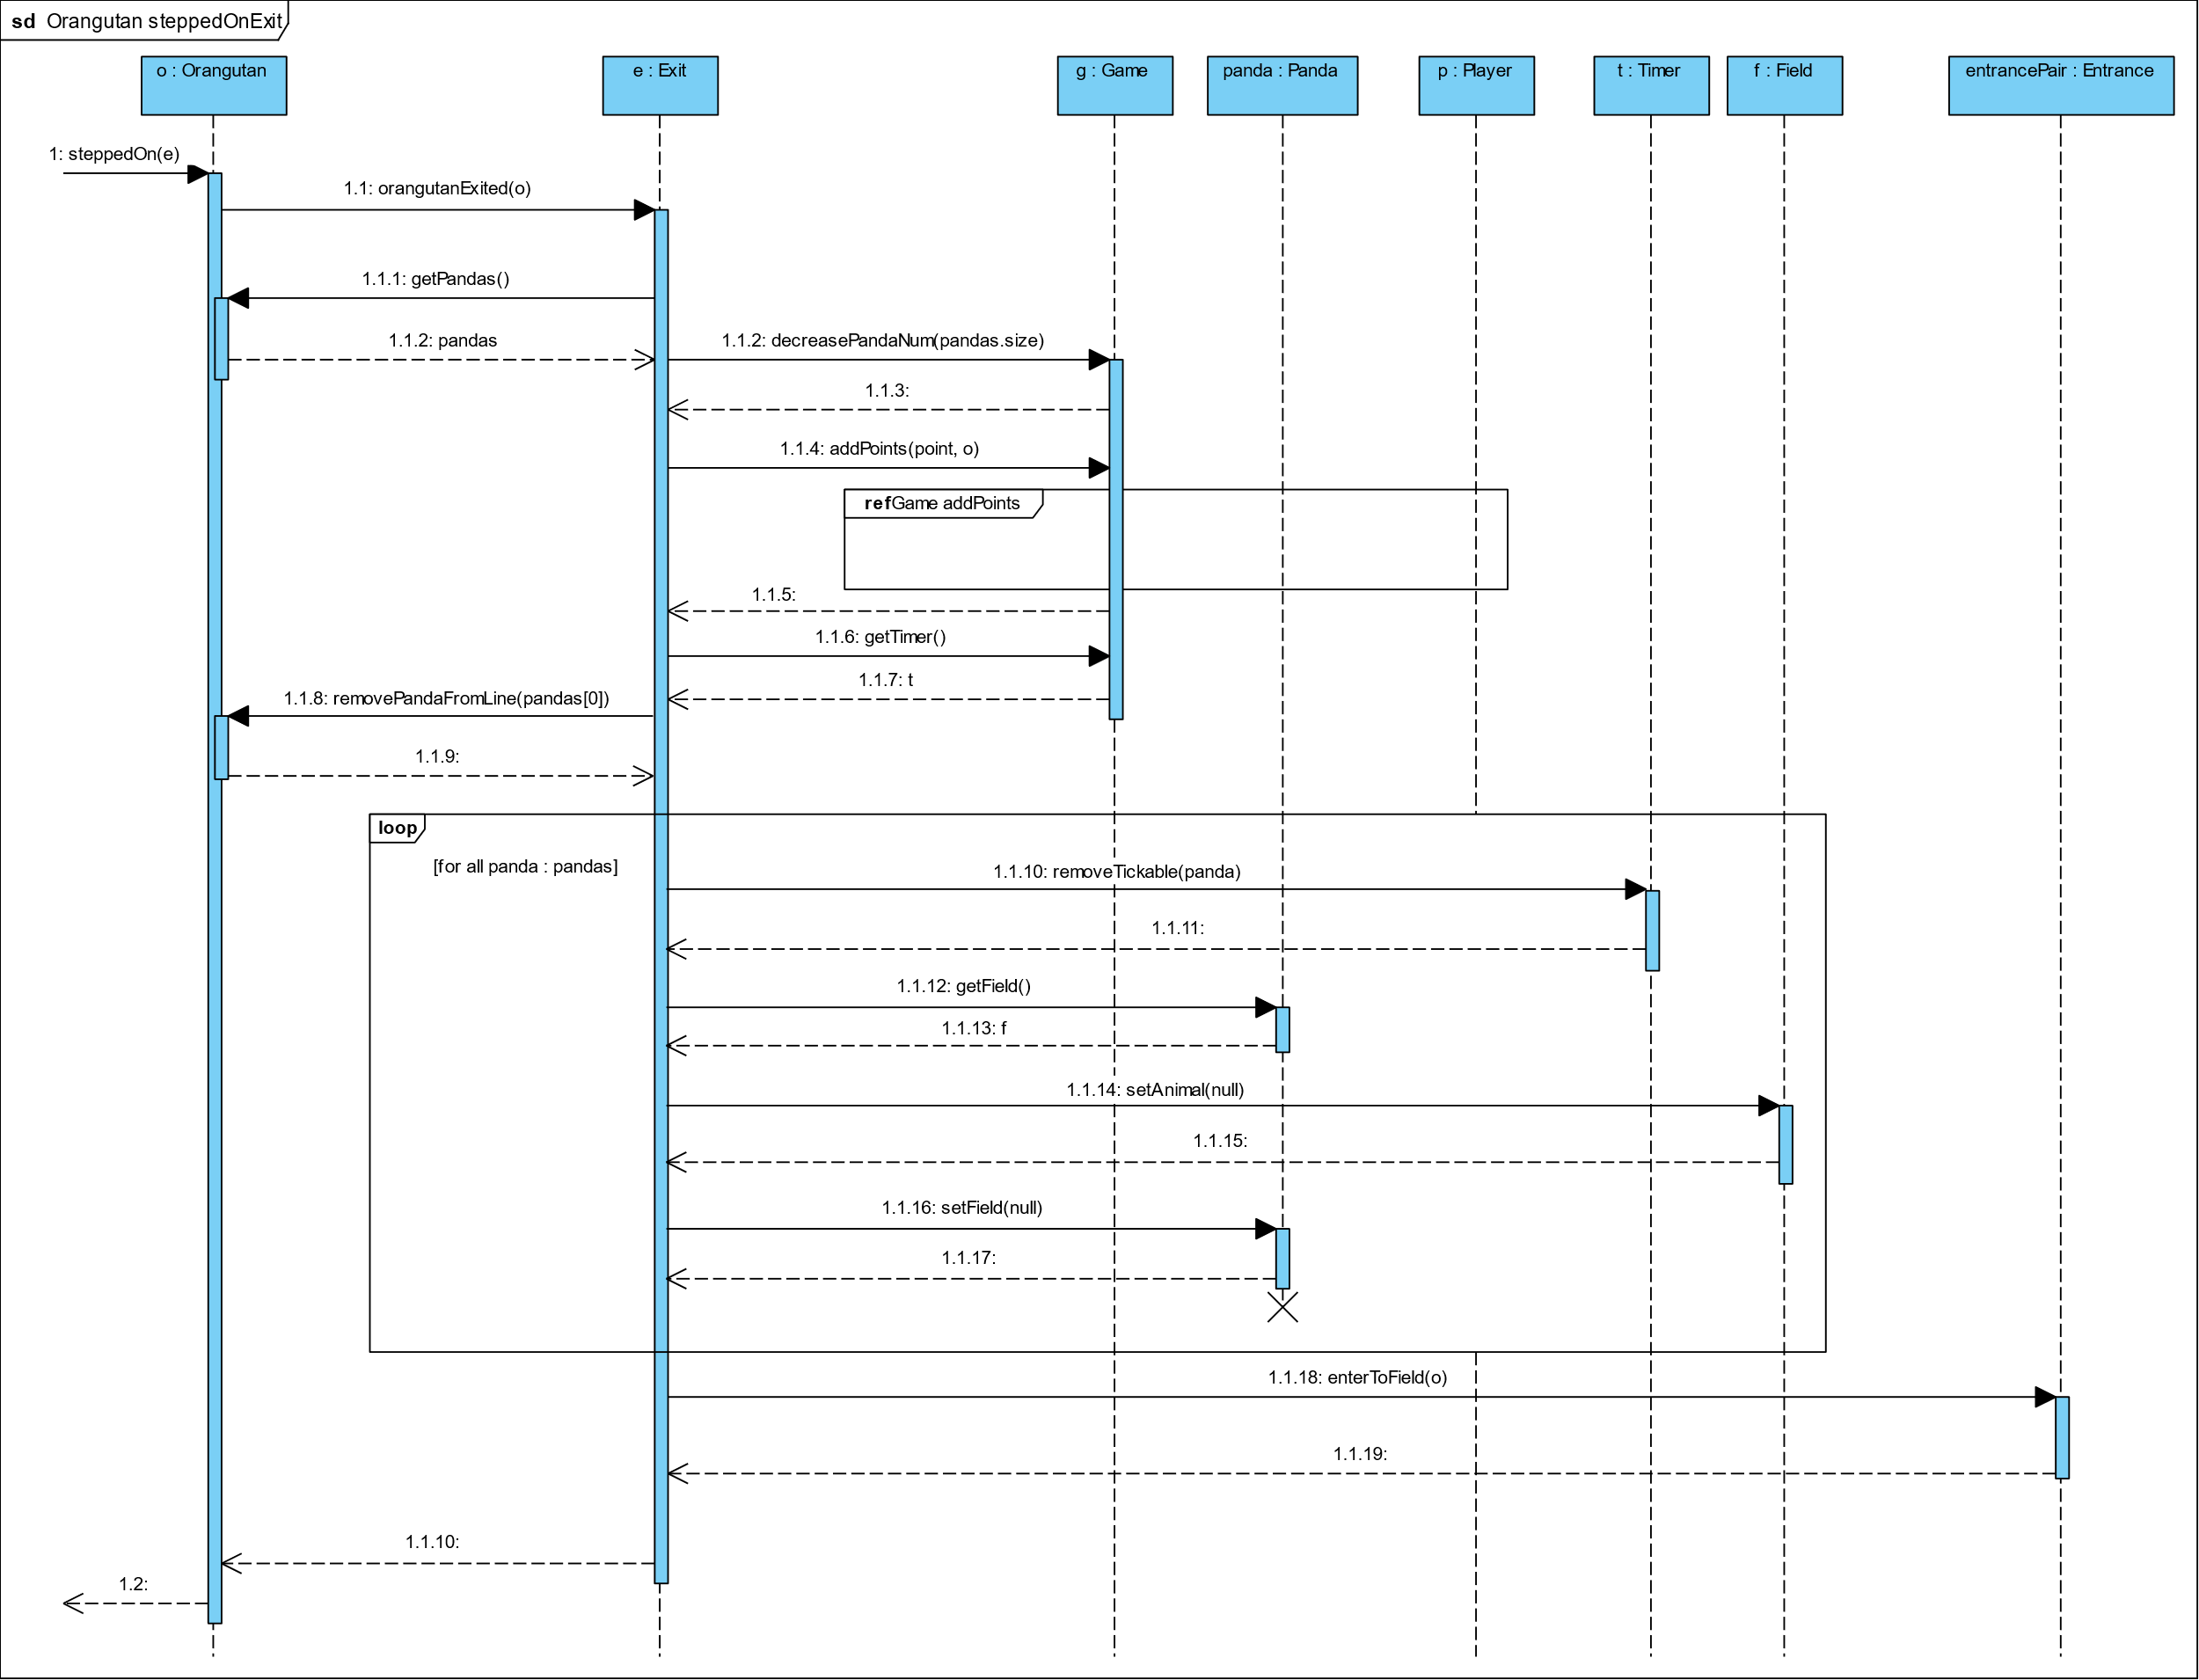 sd Orangutan steppedOnExit
o : Orangutan
e : Exit
g : Game
panda : Panda
p : Player
t : Timer
f : Field
entrancePair : Entrance
1: steppedOn(e)
1.1: orangutanExited(o)
1.1.1: getPandas()
1.1.2: pandas
1.1.2: decreasePandaNum(pandas.size)
1.1.3:
1.1.4: addPoints(point, o)
refGame addPoints
1.1.5:
1.1.6: getTimer()
1.1.7: t
1.1.8: removePandaFromLine(pandas[0])
1.1.9:
loop
[for all panda : pandas]
1.1.10: removeTickable(panda)
1.1.11:
1.1.12: getField()
1.1.13: f
1.1.14: setAnimal(null)
1.1.15:
1.1.16: setField(null)
1.1.17:
1.1.18: enterToField(o)
1.1.19:
1.1.10:
1.2: